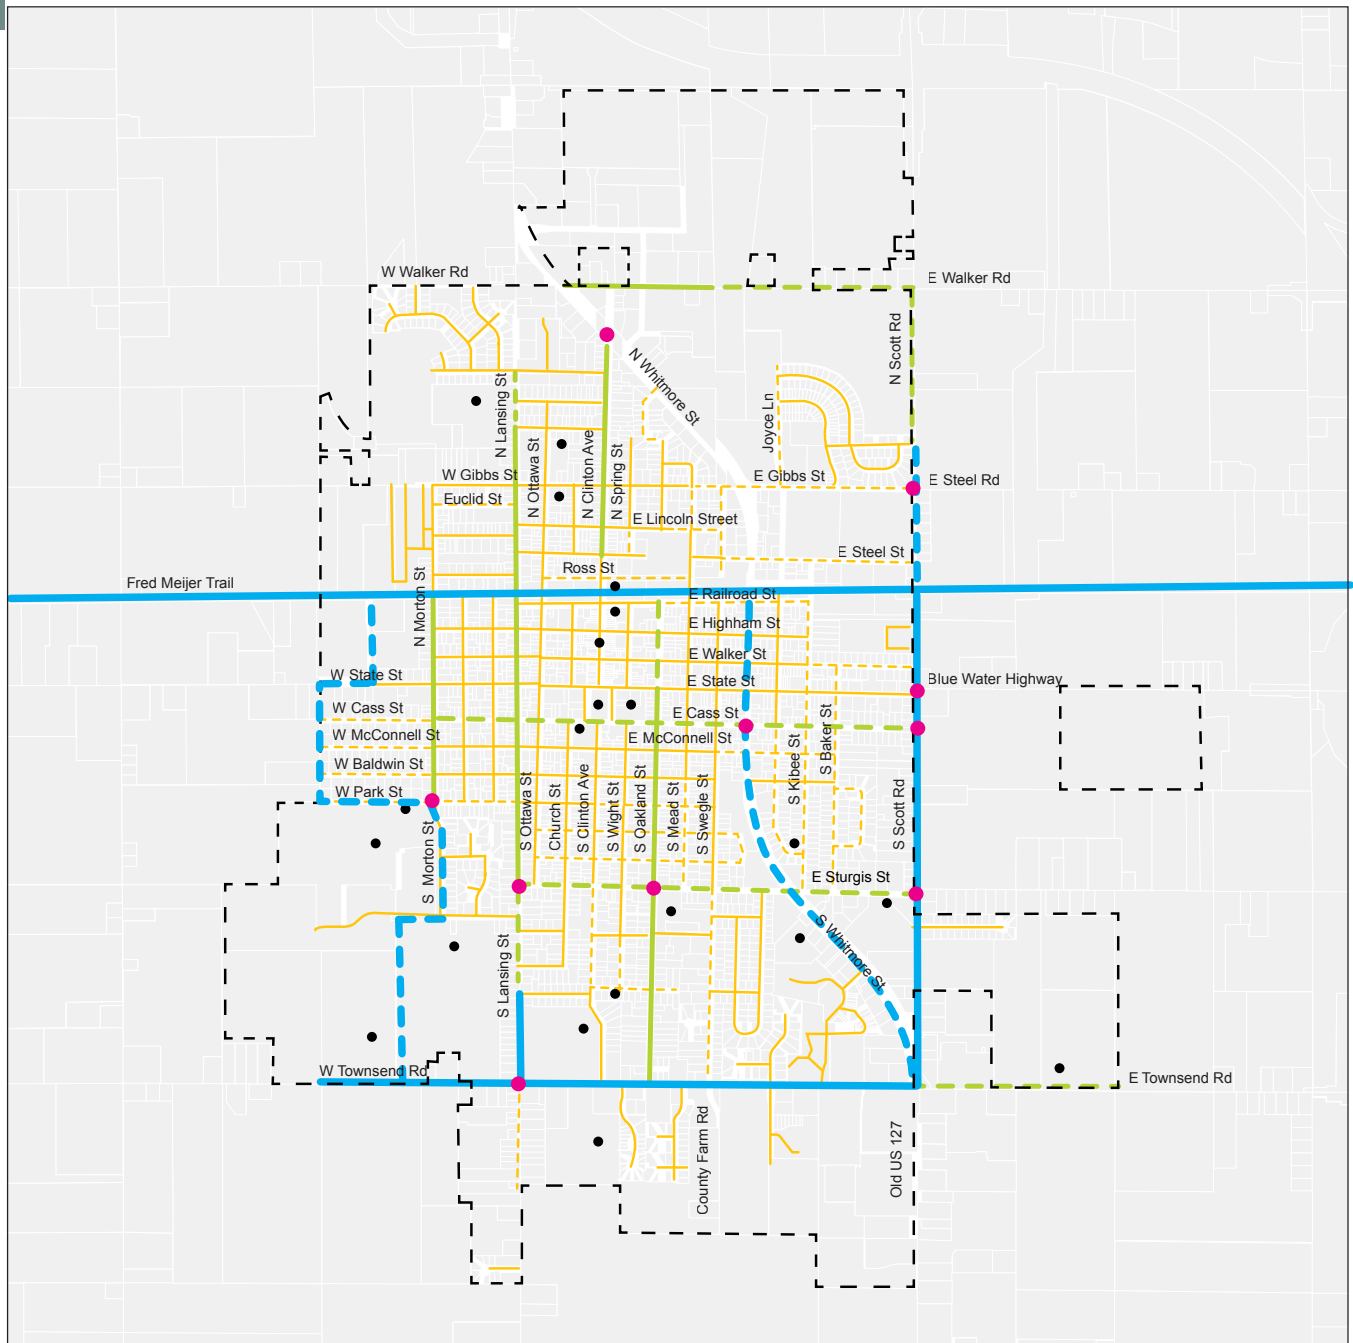 W Walker Rd
E Walker Rd
N Scott Rd
N Whitmore St
N Lansing St
Joyce Ln
N Ottawa St
N Clinton Ave
N Spring St
W Gibbs St
E Gibbs St
E Steel Rd
Euclid St
E Lincoln Street
E Steel St
Ross St
Fred Meijer Trail
N Morton St
E Railroad St
E Highham St
E Walker St
W State St
E State St
Blue Water Highway
W Cass St
E Cass St
W McConnell St
E McConnell St
S Kibee St
S Baker St
W Baldwin St
W Park St
S Ottawa St
Church St
S Clinton Ave
S Wight St
S Oakland St
S Mead St
S Swegle St
S Scott Rd
S Morton St
E Sturgis St
S Whitmore St
S Lansing St
W Townsend Rd
E Townsend Rd
County Farm Rd
Old US 127